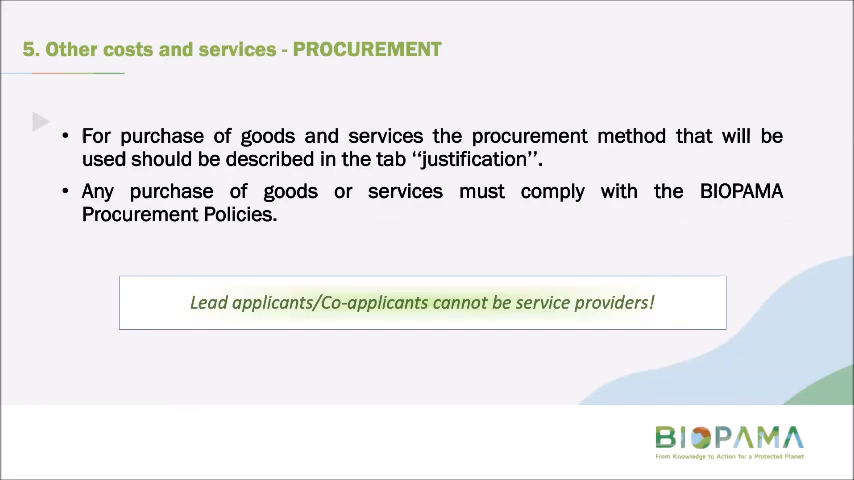 5. Other costs and services - PROCUREMENT
• For purchase of goods and services the procurement method that will be
used should be described in the tab ‘‘justification’’.
• Any purchase of goods or services must comply with the BIOPAMA
Procurement Policies.
Lead applicants/Co-applicants cannot be service providers!
BIOPAMA
From Knowledge to Action for a Protected Planet